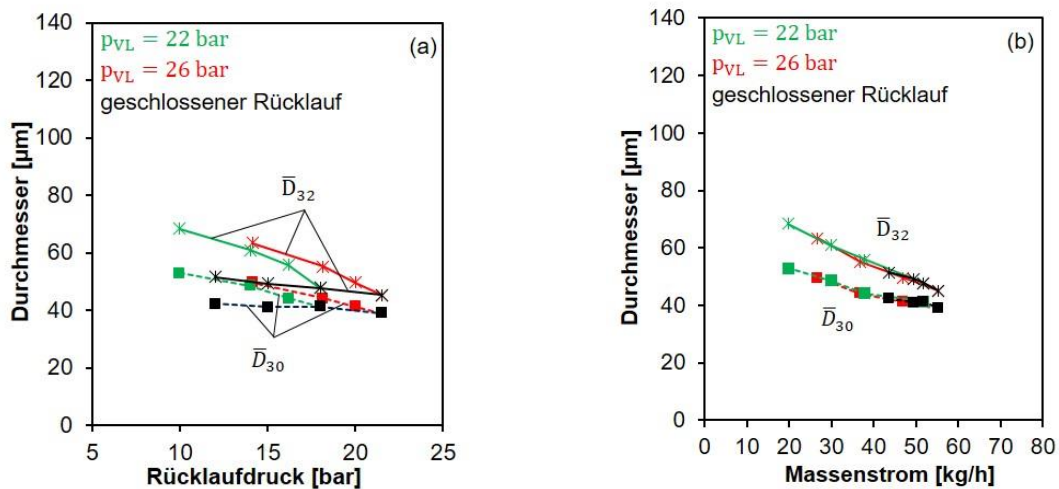 140
120
100
80
60
40
20
0
Durchmesser [µm]
p_VL = 22 bar
p_VL = 26 bar
geschlossener Rücklauf
(a)
D̅₃₂
D̅₃₀
5 10 15 20 25
Rücklaufdruck [bar]
140
120
100
80
60
40
20
0
Durchmesser [µm]
p_VL = 22 bar
p_VL = 26 bar
geschlossener Rücklauf
(b)
D̅₃₂
D̅₃₀
0 10 20 30 40 50 60 70 80
Massenstrom [kg/h]